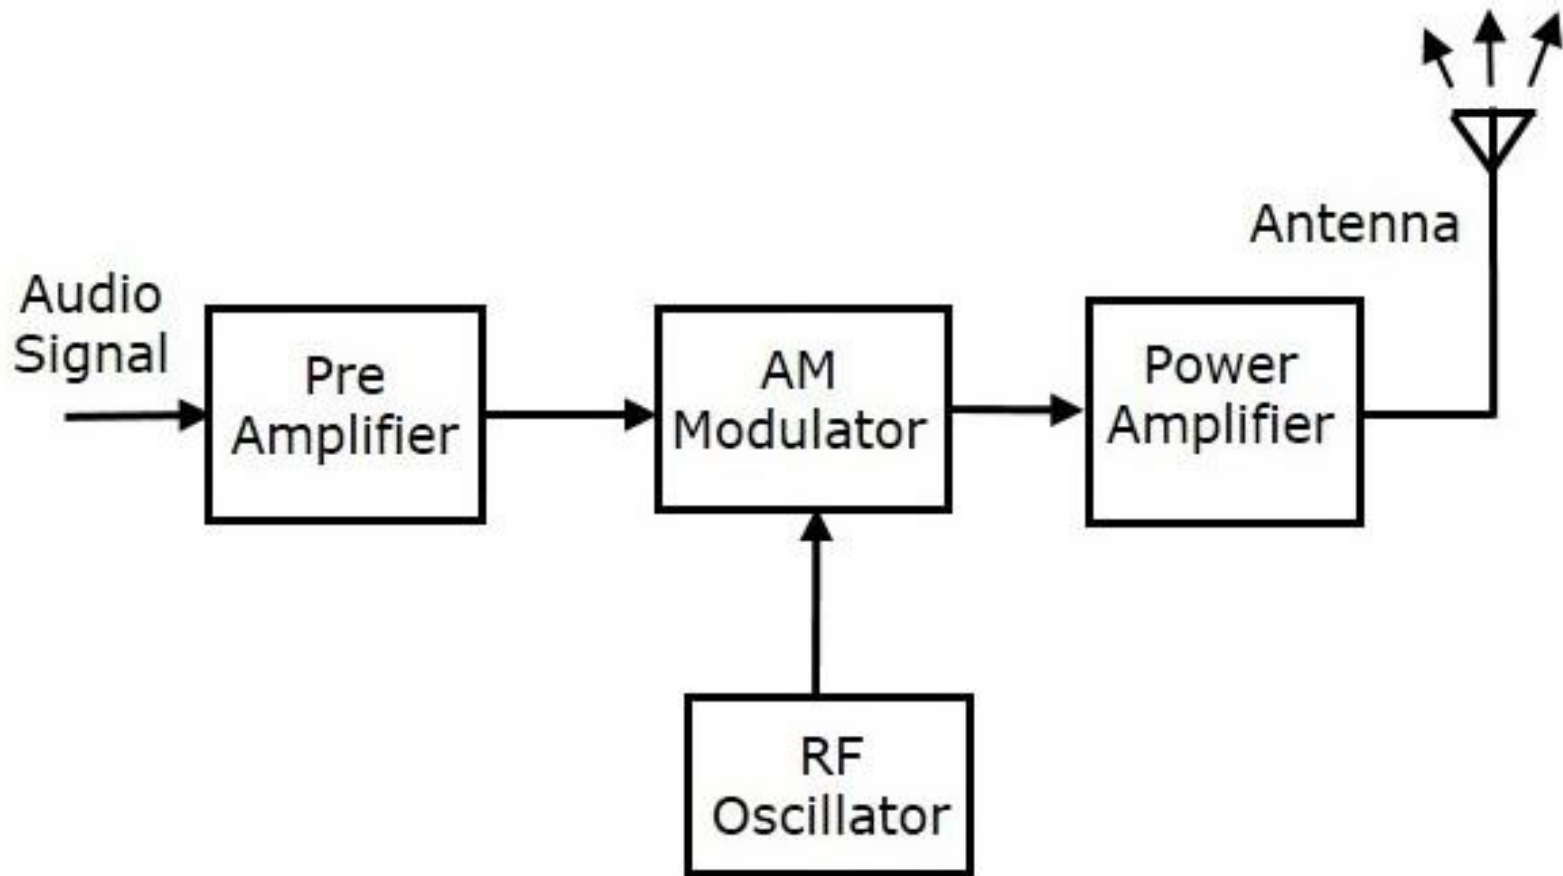 Audio
Signal
Pre
Amplifier
AM
Modulator
Power
Amplifier
Antenna
RF
Oscillator